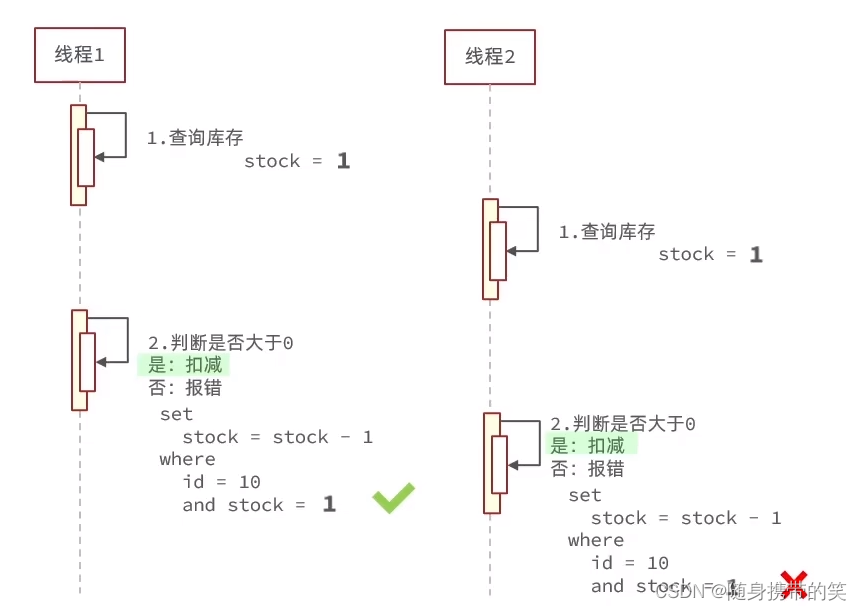 线程1
1.查询库存
stock = 1
2.判断是否大于0
是：扣减
否：报错
set
stock = stock - 1
where
id = 10
and stock = 1
线程2
1.查询库存
stock = 1
2.判断是否大于0
是：扣减
否：报错
set
stock = stock - 1
where
id = 10
and stock = 1
CSDN @随身携带的笑